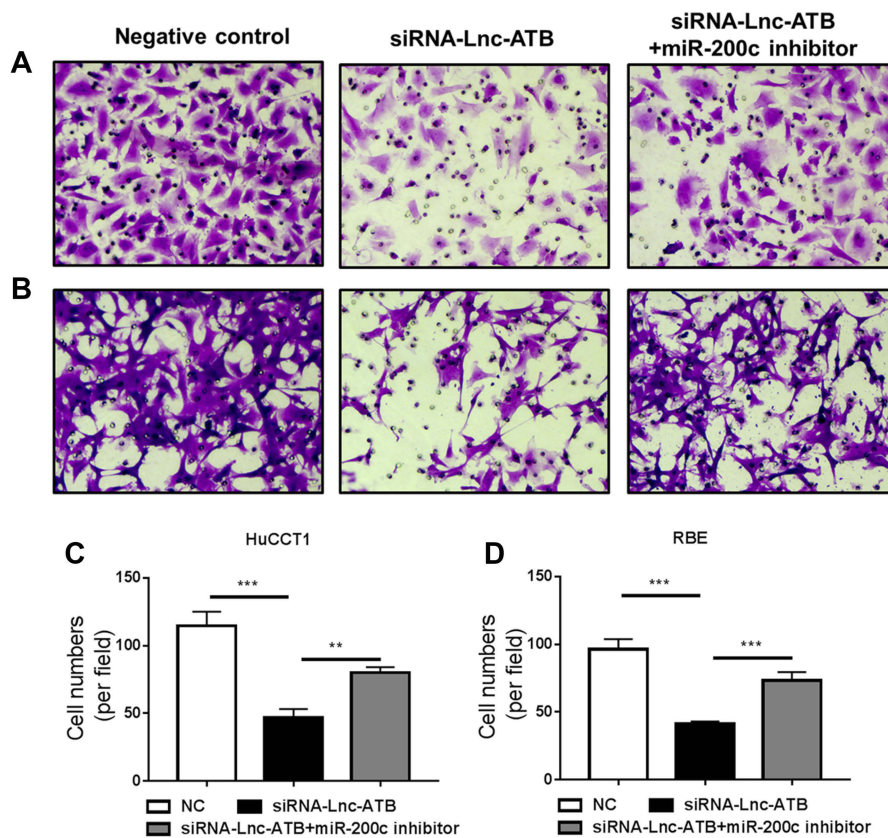 Negative control
siRNA-Lnc-ATB
siRNA-Lnc-ATB
+miR-200c inhibitor
A
B
C
HuCCT1
Cell numbers
(per field)
150
100
50
0
***
**
NC
siRNA-Lnc-ATB
siRNA-Lnc-ATB+miR-200c inhibitor
D
RBE
Cell numbers
(per field)
150
100
50
0
***
***
NC
siRNA-Lnc-ATB
siRNA-Lnc-ATB+miR-200c inhibitor